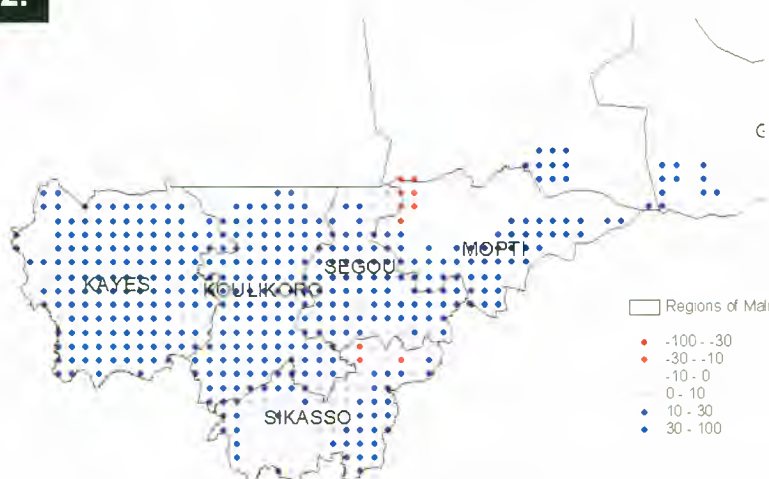 2.
G
MOPTI
SEGOU
KAYES
KOULIKORO
SIKASSO
Regions of Mali
-100 - -30
-30 - -10
-10 - 0
0 - 10
10 - 30
30 - 100